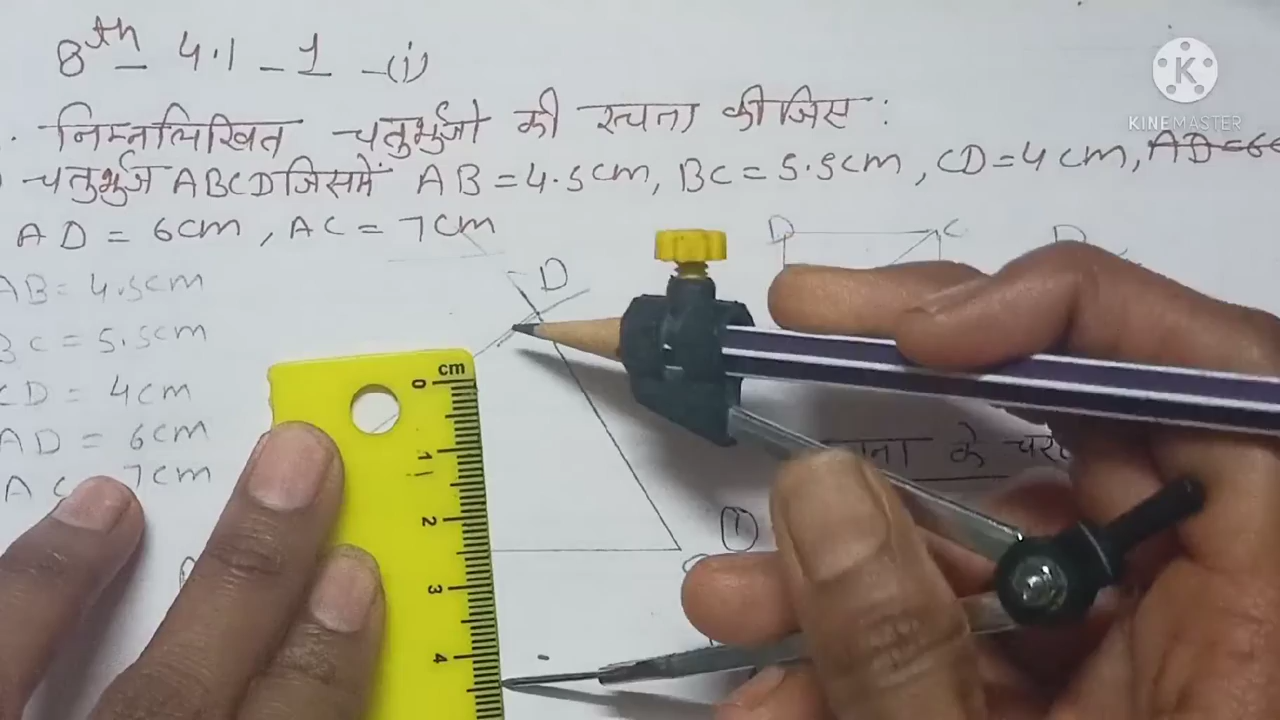 8th - 4.1 - 1 -(i)
निम्नलिखित चतुर्भुजो की रचना कीजिए :
चतुर्भुज ABCD जिसमें AB = 4.5cm, BC = 5.5cm, CD = 4cm,
AD = 6cm, AC = 7cm
AB = 4.5cm
BC = 5.5cm
CD = 4cm
AD = 6cm
AC 7cm
D
D C
D
cm
0
1
2
3
4
के
①
KINEMASTER